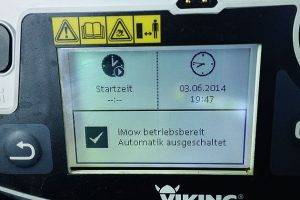 Startzeit
--:--
03.06.2014
19:47
iMow betriebsbereit
Automatik ausgeschaltet
VIKING